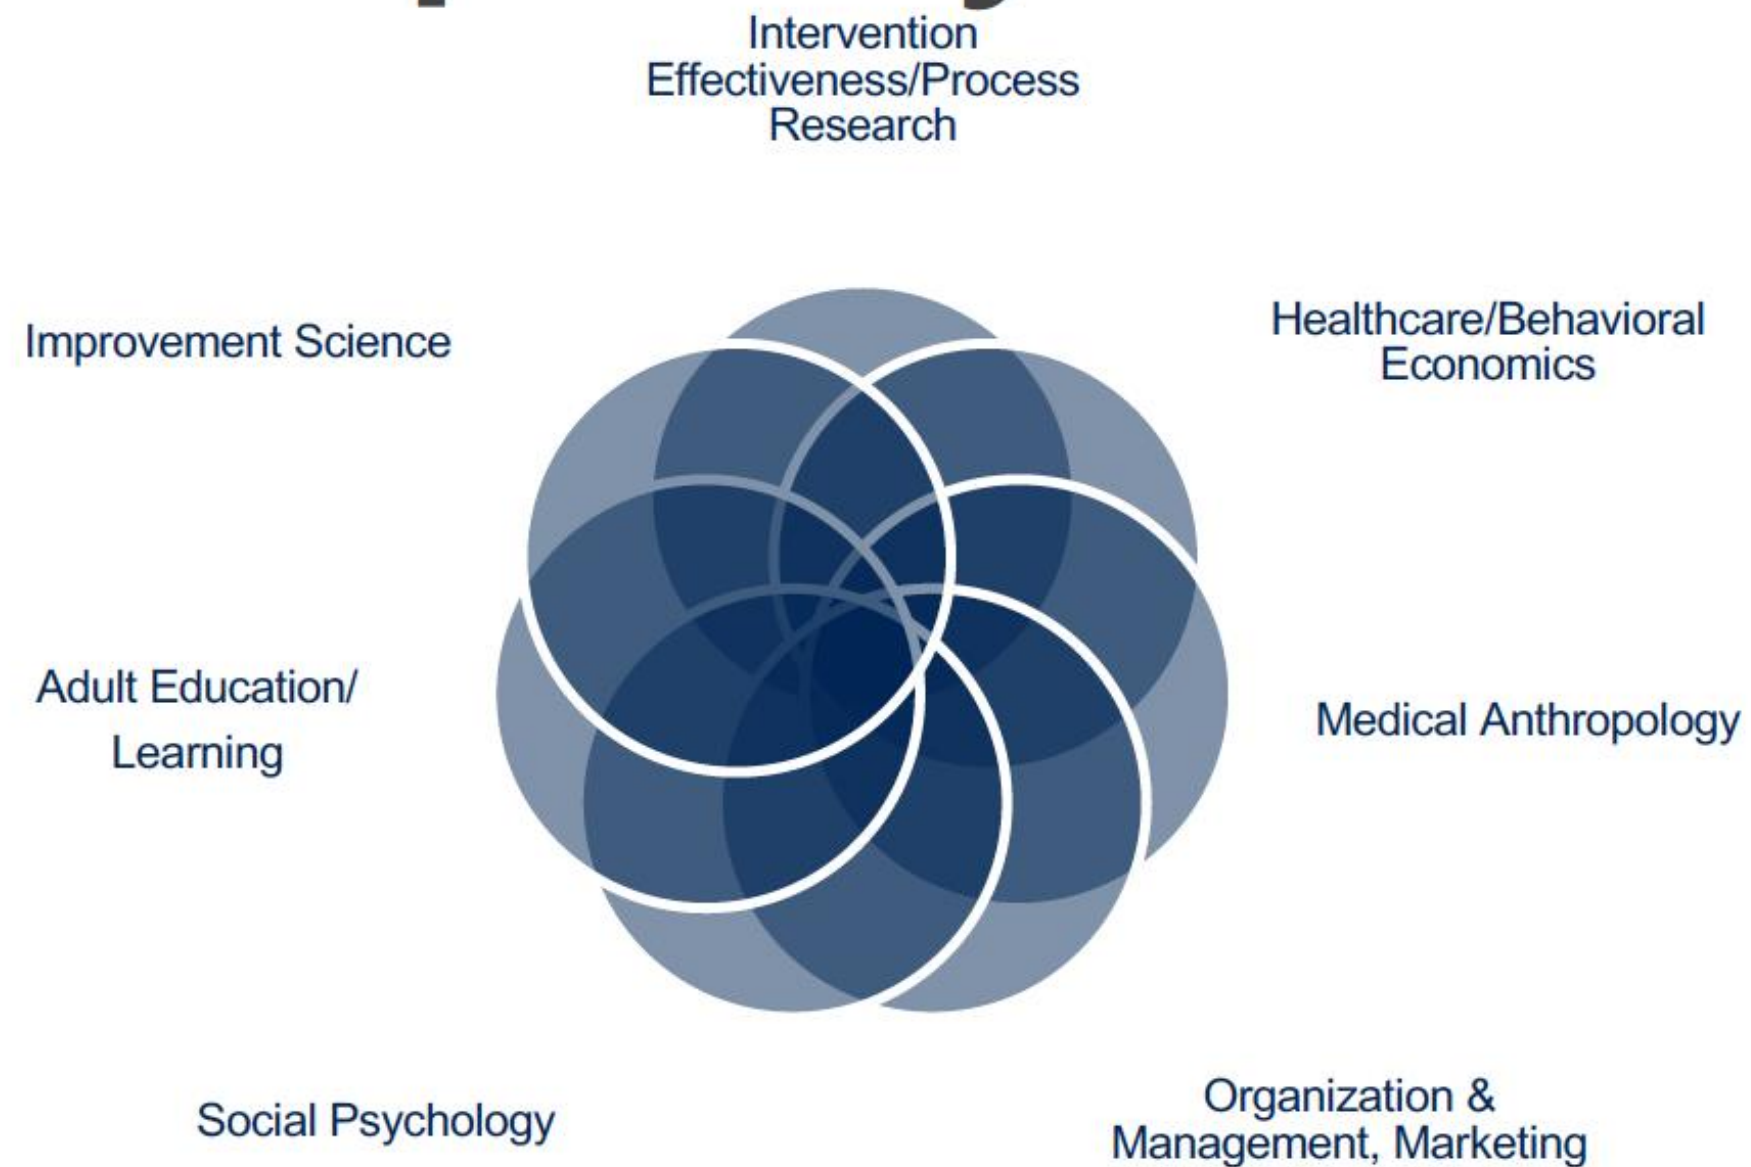 Intervention
Effectiveness/Process
Research
Improvement Science
Healthcare/Behavioral
Economics
Adult Education/
Learning
Medical Anthropology
Social Psychology
Organization &
Management, Marketing